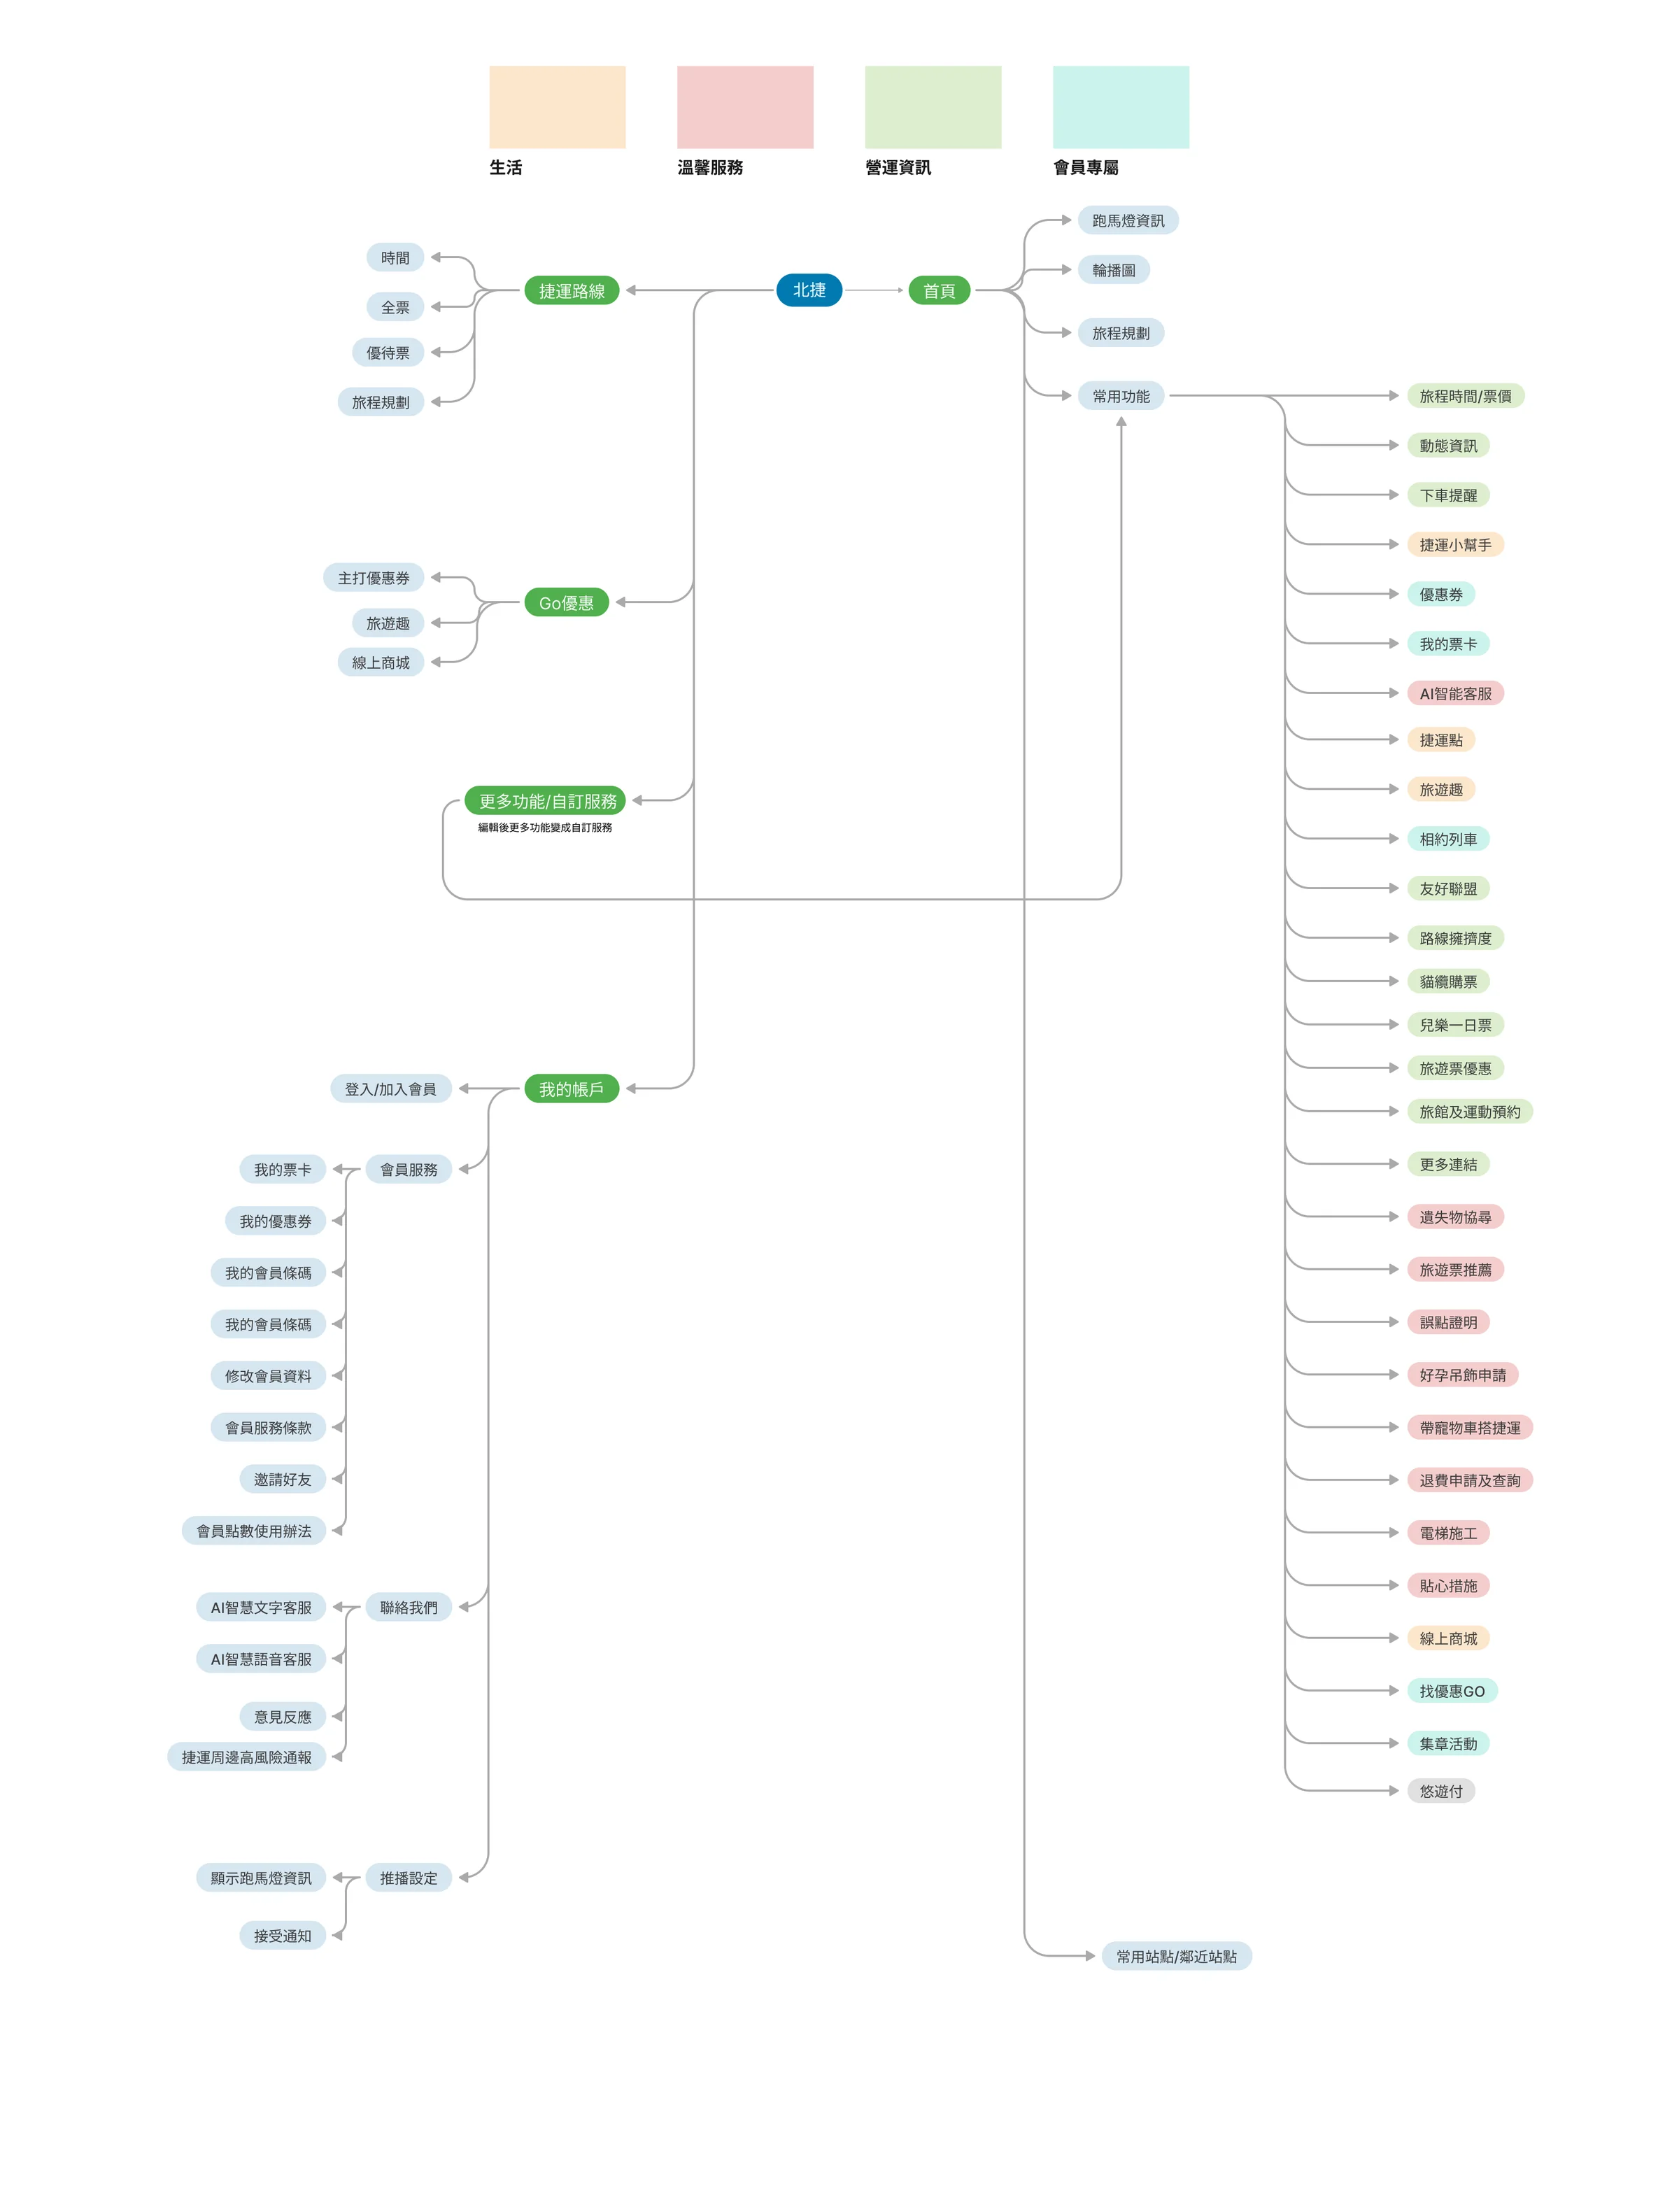 生活
溫馨服務
營運資訊
會員專屬
北捷
首頁
跑馬燈資訊
輪播圖
旅程規劃
常用功能
旅程時間/票價
動態資訊
下車提醒
捷運小幫手
優惠券
我的票卡
AI智能客服
捷運點
旅遊趣
相約列車
友好聯盟
路線擁擠度
貓纜購票
兒樂一日票
旅遊票優惠
旅館及運動預約
更多連結
遺失物協尋
旅遊票推薦
誤點證明
好孕吊飾申請
帶寵物車搭捷運
退費申請及查詢
電梯施工
貼心措施
線上商城
找優惠GO
集章活動
悠遊付
常用站點/鄰近站點
捷運路線
時間
全票
優待票
旅程規劃
Go優惠
主打優惠券
旅遊趣
線上商城
更多功能/自訂服務
編輯後更多功能變成自訂服務
我的帳戶
登入/加入會員
會員服務
我的票卡
我的優惠券
我的會員條碼
我的會員條碼
修改會員資料
會員服務條款
邀請好友
會員點數使用辦法
聯絡我們
AI智慧文字客服
AI智慧語音客服
意見反應
捷運周邊高風險通報
推播設定
顯示跑馬燈資訊
接受通知